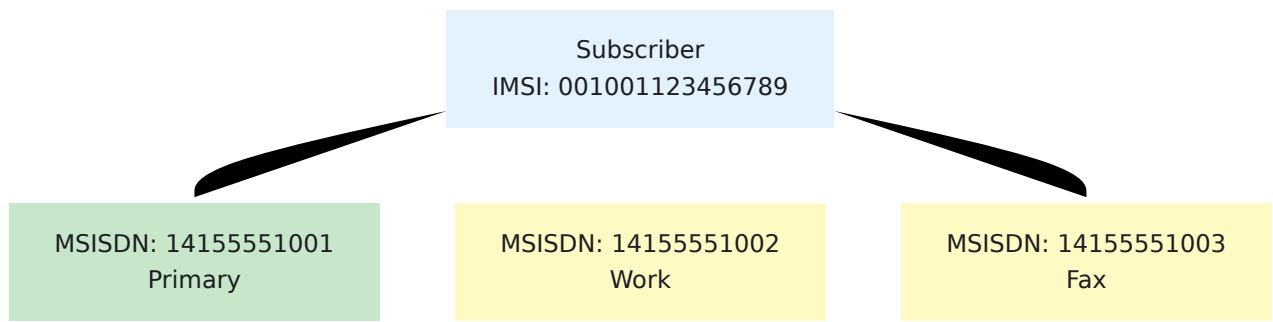 Subscriber
IMSI: 001001123456789
MSISDN: 14155551001
Primary
MSISDN: 14155551002
Work
MSISDN: 14155551003
Fax